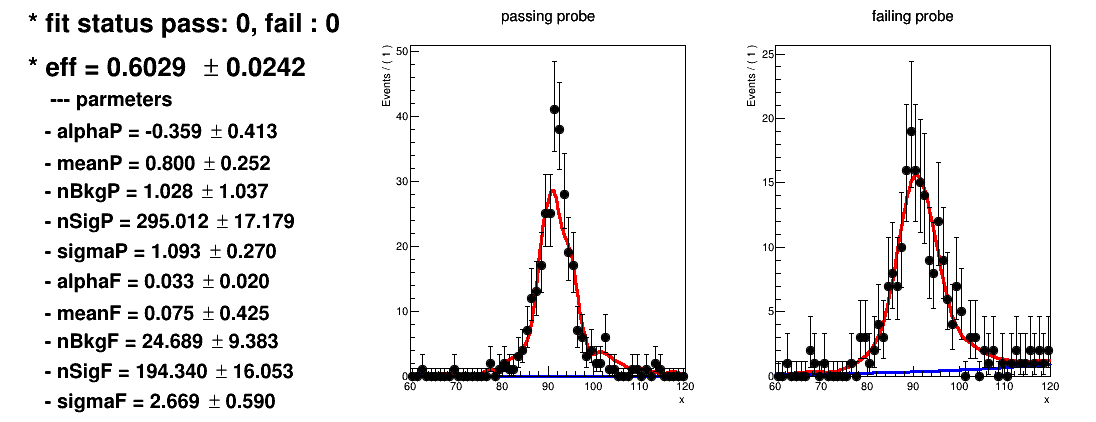 * fit status pass: 0, fail : 0
* eff = 0.6029 ± 0.0242
--- parmeters
- alphaP = -0.359 ± 0.413
- meanP = 0.800 ± 0.252
- nBkgP = 1.028 ± 1.037
- nSigP = 295.012 ± 17.179
- sigmaP = 1.093 ± 0.270
- alphaF = 0.033 ± 0.020
- meanF = 0.075 ± 0.425
- nBkgF = 24.689 ± 9.383
- nSigF = 194.340 ± 16.053
- sigmaF = 2.669 ± 0.590
passing probe
Events / ( 1 )
50
40
30
20
10
0
60 70 80 90 100 110 120
x
failing probe
Events / ( 1 )
25
20
15
10
5
0
60 70 80 90 100 110 120
x